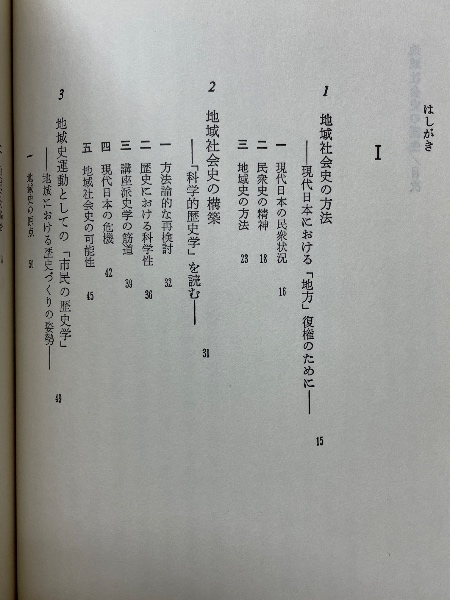 はしがき
I
1 地域社会史の方法
――現代日本における「地方」復権のために―― 15
一 現代日本の民衆状況 16
二 民衆史の精神 18
三 地域史の方法 23
2 地域社会史の構築
――『科学的歴史学』を読む―― 31
一 方法論的な再検討 32
二 歴史における科学性 36
三 講座派史学の筋道 39
四 現代日本の危機 42
五 地域社会史の可能性 45
3 地域史運動としての「市民の歴史学」
――地域における歴史づくりの姿勢―― 49
一 地域史の原点